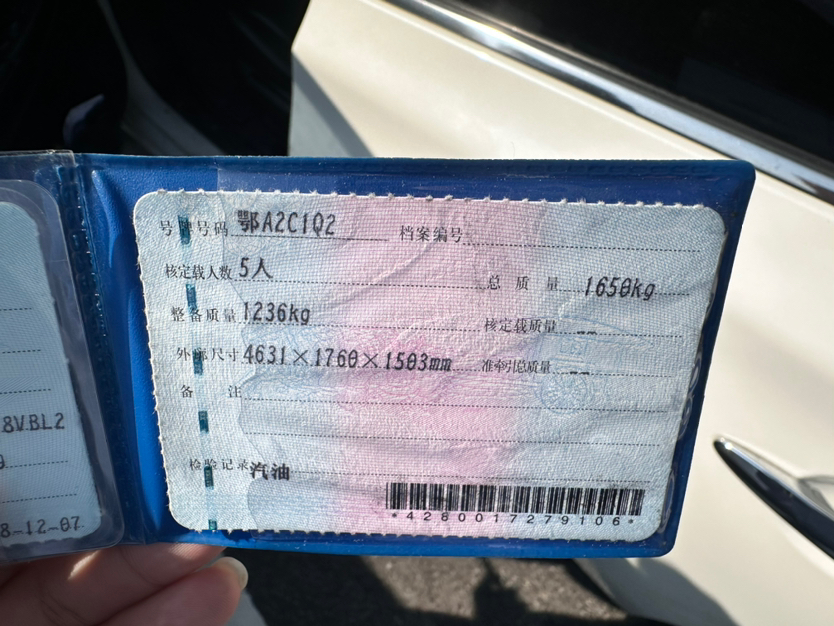 号牌号码 鄂A2C1Q2 档案编号
核定载人数 5人 总 质 量 1650kg
整备质量 1236kg 核定载质量 --
外部尺寸 4631×1760×1503mm 准牵引总质量 --
备 注
检验记录 汽油
*4280017279106*
8VBL2
8-12-07